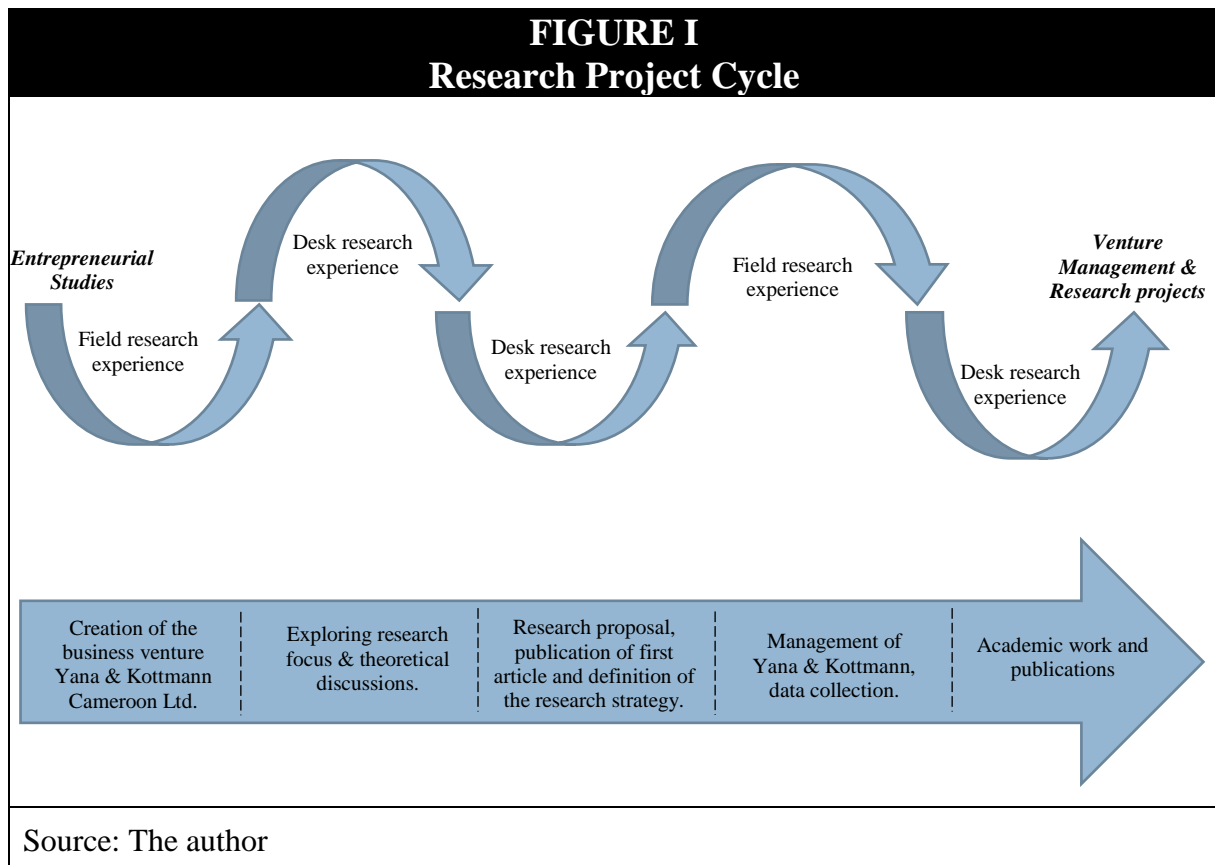 FIGURE I
Research Project Cycle
Entrepreneurial
Studies
Field research
experience
Desk research
experience
Desk research
experience
Field research
experience
Desk research
experience
Venture
Management &
Research projects
Creation of the
business venture
Yana & Kottmann
Cameroon Ltd.
Exploring research
focus & theoretical
discussions.
Research proposal,
publication of first
article and definition of
the research strategy.
Management of
Yana & Kottmann,
data collection.
Academic work and
publications
Source: The author